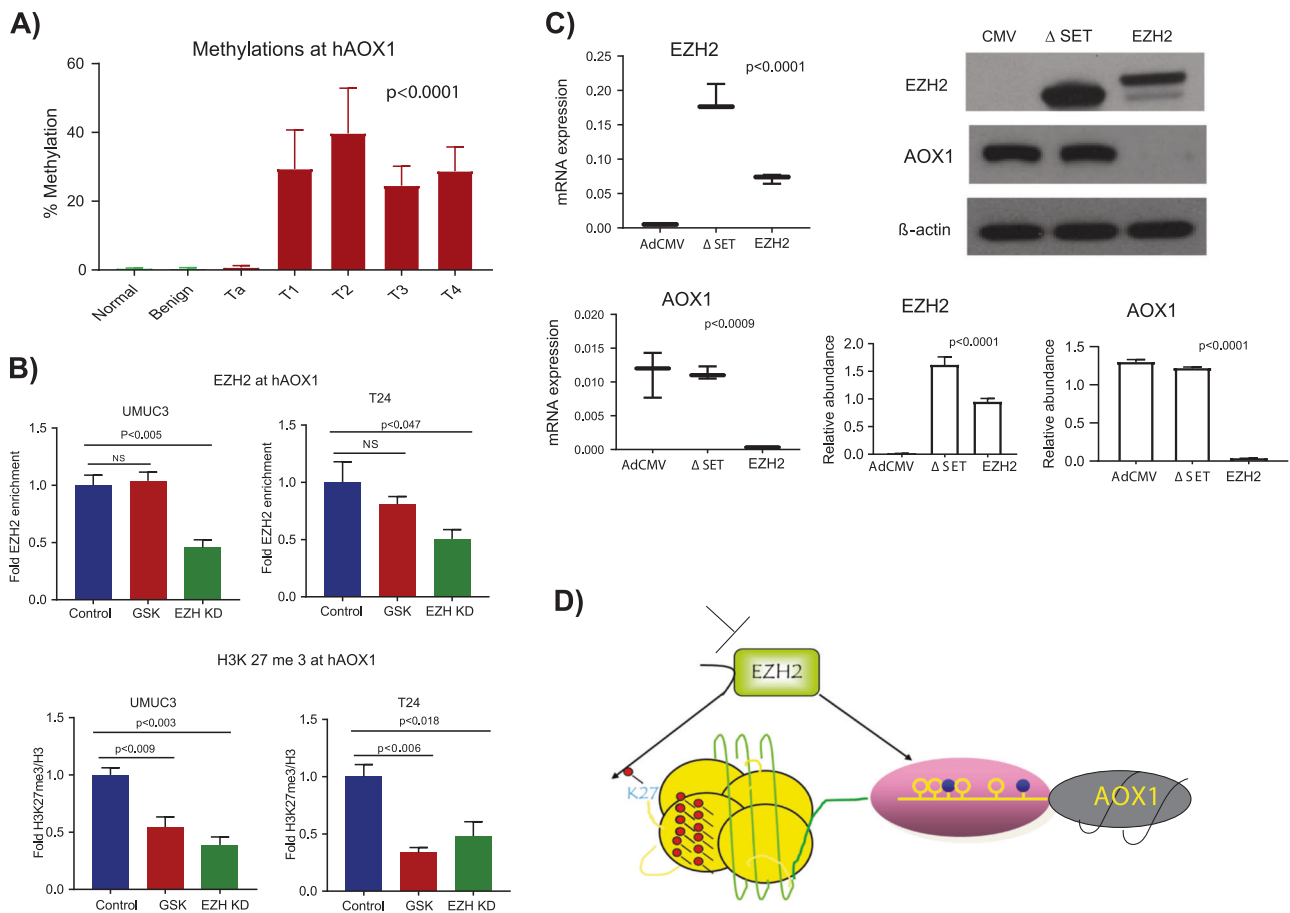 A)
Methylations at hAOX1
p<0.0001
% Methylation
60
40
20
0
Normal
Benign
Ta
T1
T2
T3
T4
B)
EZH2 at hAOX1
UMUC3
P<0.005
NS
Fold EZH2 enrichment
1.5
1.0
0.5
0.0
Control
GSK
EZH KD
T24
p<0.047
NS
Fold EZH2 enrichment
1.5
1.0
0.5
0.0
Control
GSK
EZH KD
H3K 27 me 3 at hAOX1
UMUC3
p<0.003
p<0.009
Fold H3K27me3/H3
1.5
1.0
0.5
0.0
Control
GSK
EZH KD
T24
p<0.018
p<0.006
Fold H3K27me3/H3
1.5
1.0
0.5
0.0
Control
GSK
EZH KD
C)
EZH2
p<0.0001
mRNA expression
0.25
0.20
0.15
0.10
0.05
0.00
AdCMV
Δ SET
EZH2
CMV
Δ SET
EZH2
EZH2
AOX1
ß-actin
AOX1
p<0.0009
mRNA expression
0.020
0.015
0.010
0.005
0.000
AdCMV
Δ SET
EZH2
EZH2
p<0.0001
Relative abundance
2.0
1.5
1.0
0.5
0.0
AdCMV
Δ SET
EZH2
AOX1
p<0.0001
Relative abundance
1.5
1.0
0.5
0.0
AdCMV
Δ SET
EZH2
D)
EZH2
K27
AOX1